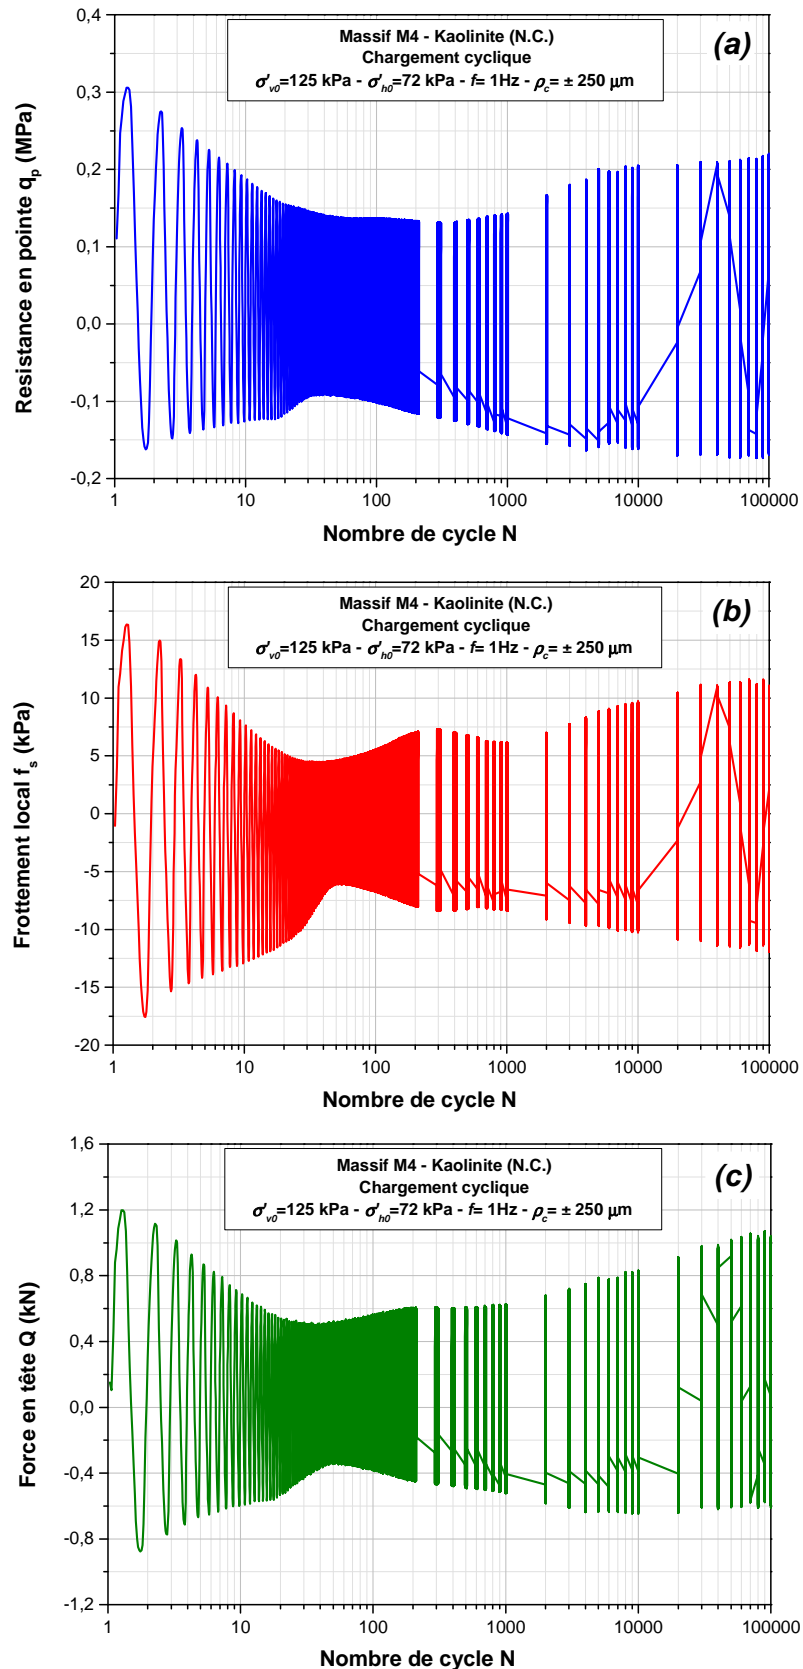 0,4
0,3
0,2
0,1
0,0
-0,1
-0,2
Resistance en pointe q_p (MPa)
Massif M4 - Kaolinite (N.C.)
Chargement cyclique
σ'_v0=125 kPa - σ'_h0=72 kPa - f= 1Hz - ρ_c= ± 250 µm
(a)
1 10 100 1000 10000 100000
Nombre de cycle N
20
15
10
5
0
-5
-10
-15
-20
Frottement local f_s (kPa)
Massif M4 - Kaolinite (N.C.)
Chargement cyclique
σ'_v0=125 kPa - σ'_h0=72 kPa - f= 1Hz - ρ_c= ± 250 µm
(b)
1 10 100 1000 10000 100000
Nombre de cycle N
1,6
1,2
0,8
0,4
0,0
-0,4
-0,8
-1,2
Force en tête Q (kN)
Massif M4 - Kaolinite (N.C.)
Chargement cyclique
σ'_v0=125 kPa - σ'_h0=72 kPa - f= 1Hz - ρ_c= ± 250 µm
(c)
1 10 100 1000 10000 100000
Nombre de cycle N